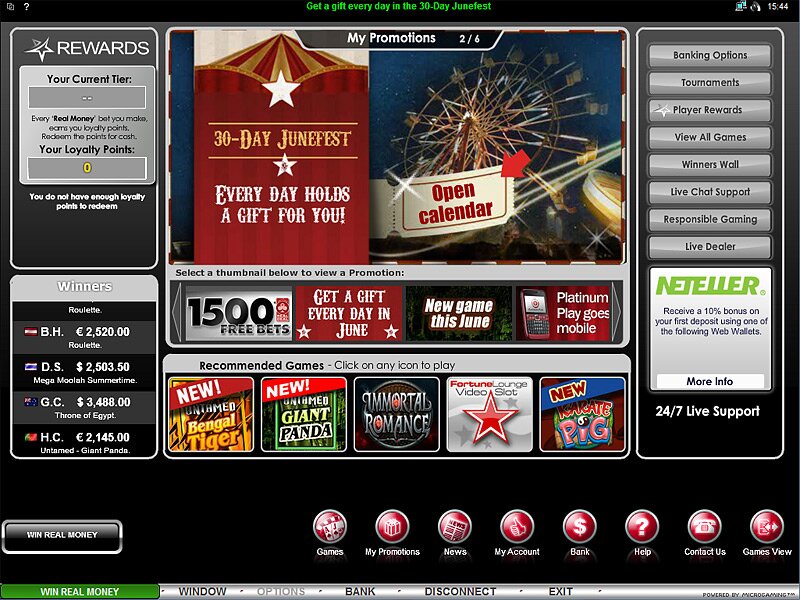 Get a gift every day in the 30-Day Junefest
15:44
REWARDS
Your Current Tier:
--
Every 'Real Money' bet you make,
earns you loyalty points.
Redeem the points for cash.
Your Loyalty Points:
0
You do not have enough loyalty
points to redeem
Winners
Roulette.
B.H. € 2,520.00
Roulette.
D.S. $ 2,503.50
Mega Moolah Summertime.
G.C. $ 3,488.00
Throne of Egypt.
H.C. € 2,145.00
Untamed - Giant Panda.
My Promotions 2 / 6
30-Day Junefest
Every day holds
a gift for you!
Open
calendar
Select a thumbnail below to view a Promotion:
1500
FREE BETS
Get a gift
every day in
June
New game
this June
Platinum
Play goes
mobile
Recommended Games - Click on any icon to play
NEW!
UNTAMED
Bengal
Tiger
NEW!
UNTAMED
GIANT
PANDA
IMMORTAL
ROMANCE
FortuneLounge
Video Slot
NEW
KARATE
PIG
Banking Options
Tournaments
Player Rewards
View All Games
Winners Wall
Live Chat Support
Responsible Gaming
Live Dealer
NETELLER®
Receive a 10% bonus on
your first deposit using one of
the following Web Wallets.
More Info
24/7 Live Support
WIN REAL MONEY
Games
My Promotions
NEWS
News
My Account
$
Bank
?
Help
Contact Us
Games View
WIN REAL MONEY
WINDOW
OPTIONS
BANK
DISCONNECT
EXIT
POWERED BY MICROGAMING™